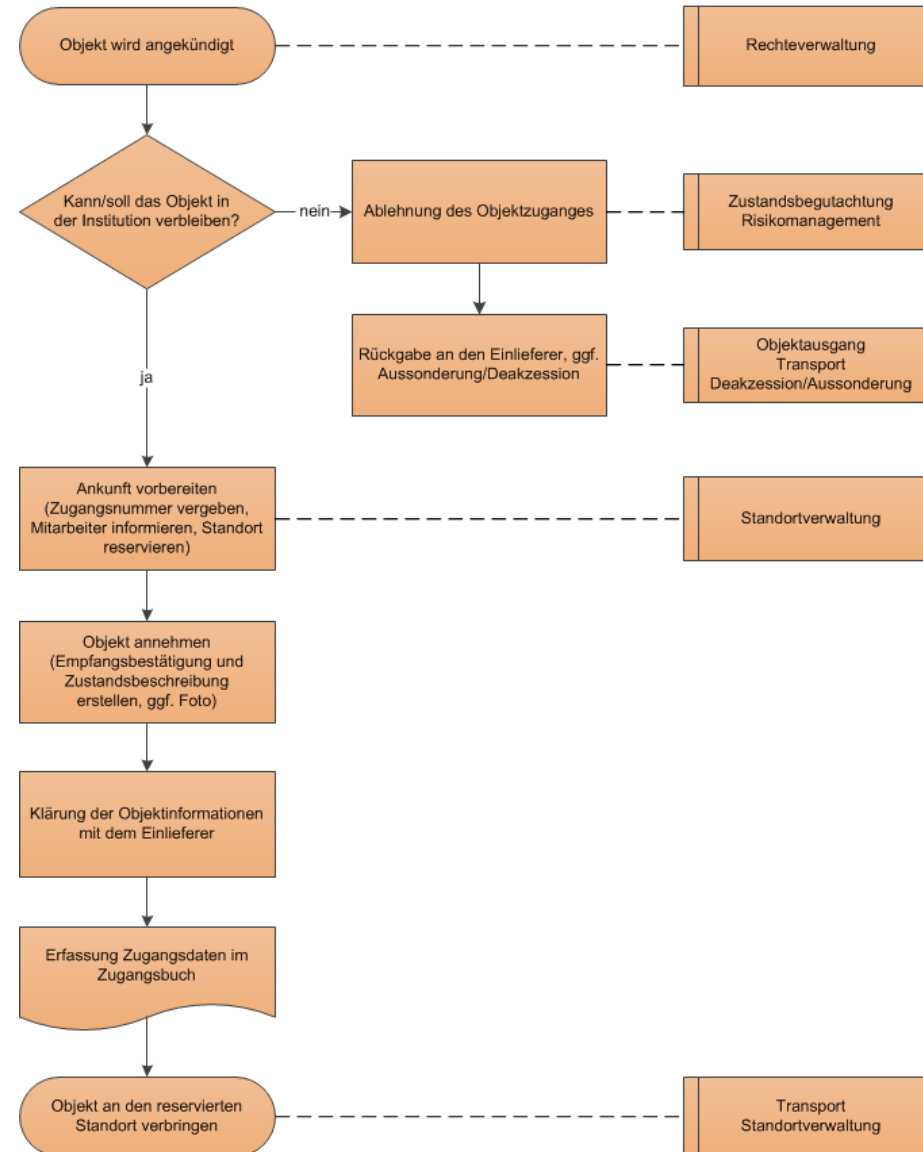 Objekt wird angekündigt
Rechteverwaltung
Kann/soll das Objekt in
der Institution verbleiben?
nein
Ablehnung des Objektzuganges
Zustandsbegutachtung
Risikomanagement
Rückgabe an den Einlieferer, ggf.
Aussonderung/Deakzession
Objektausgang
Transport
Deakzession/Aussonderung
ja
Ankunft vorbereiten
(Zugangsnummer vergeben,
Mitarbeiter informieren, Standort
reservieren)
Standortverwaltung
Objekt annehmen
(Empfangsbestätigung und
Zustandsbeschreibung
erstellen, ggf. Foto)
Klärung der Objektinformationen
mit dem Einlieferer
Erfassung Zugangsdaten im
Zugangsbuch
Objekt an den reservierten
Standort verbringen
Transport
Standortverwaltung